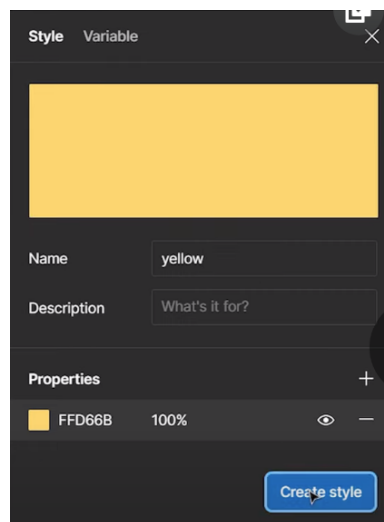 Style Variable
Name yellow
Description What's it for?
Properties
FFD66B 100%
Create style